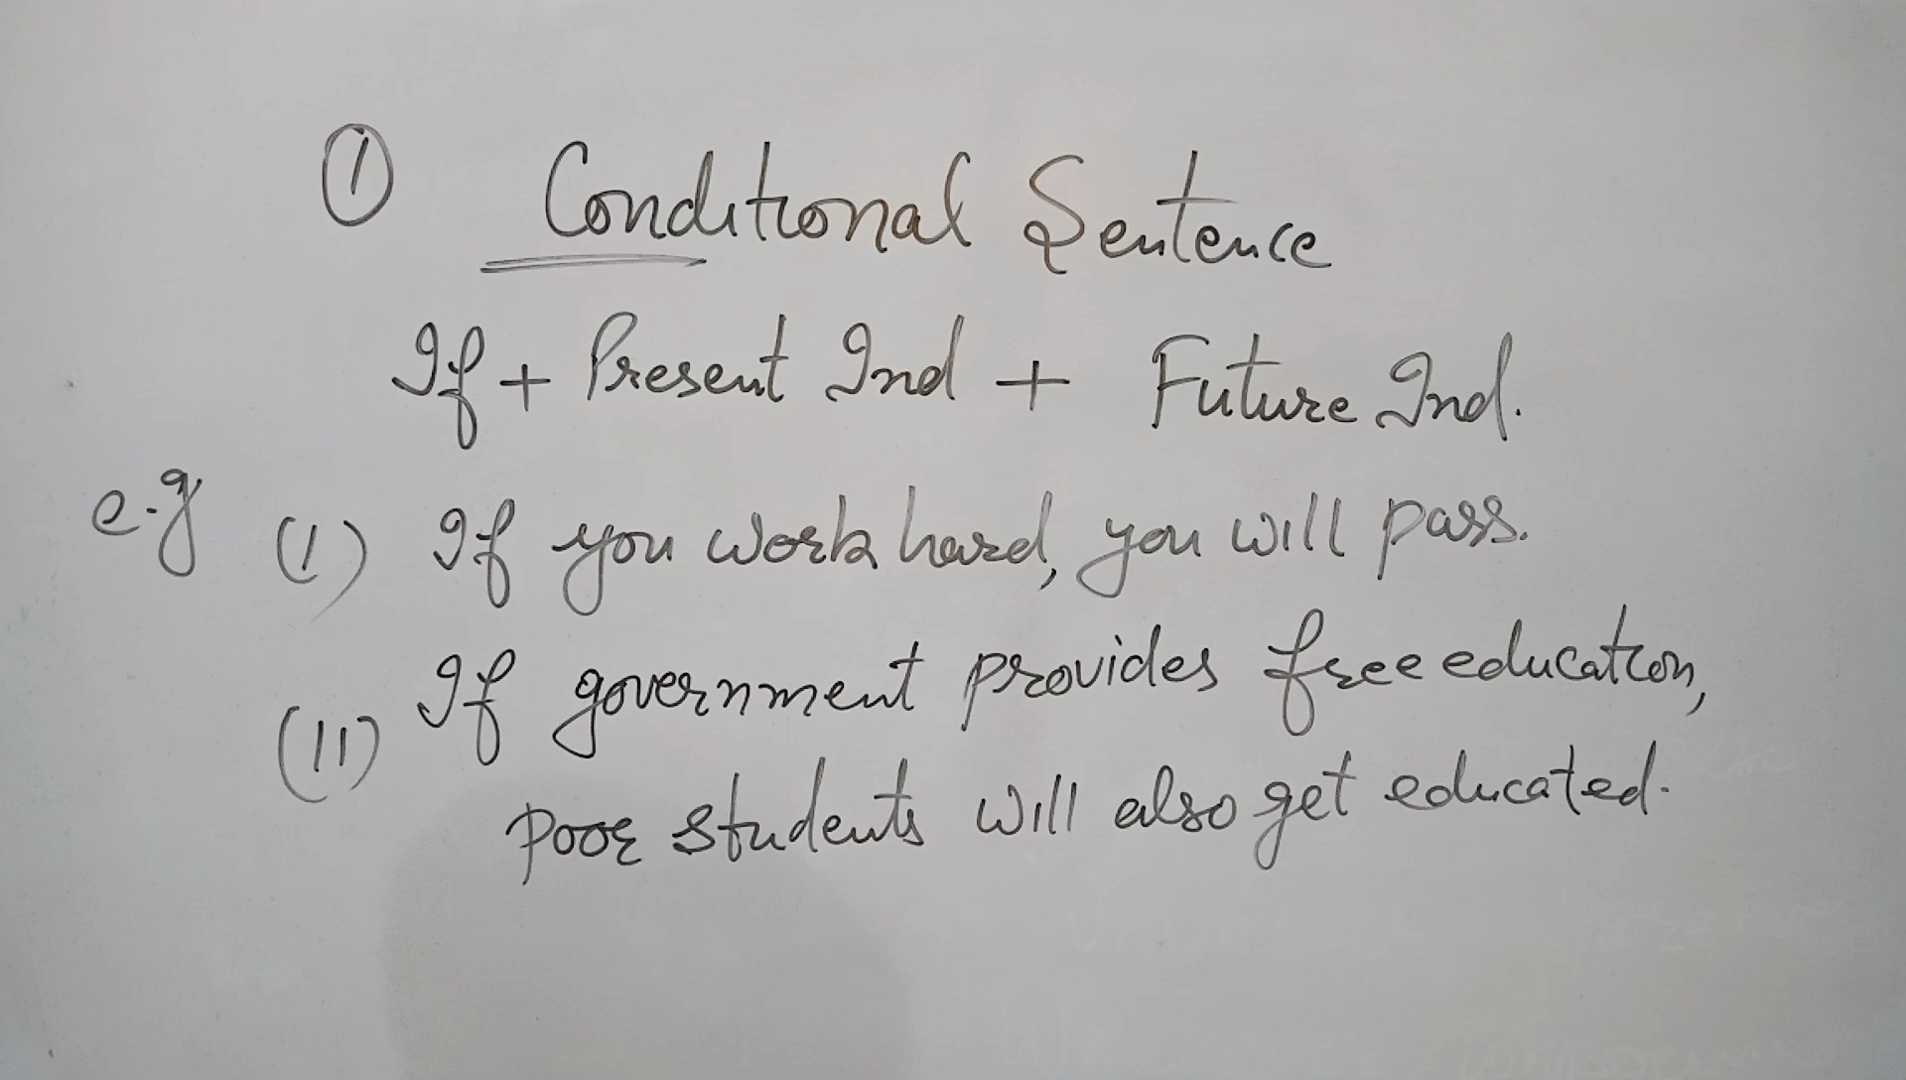 ① Conditional Sentence
If + Present Ind + Future Ind.
e.g (I) If you work hard, you will pass.
(II) If government provides free education,
poor students will also get educated.